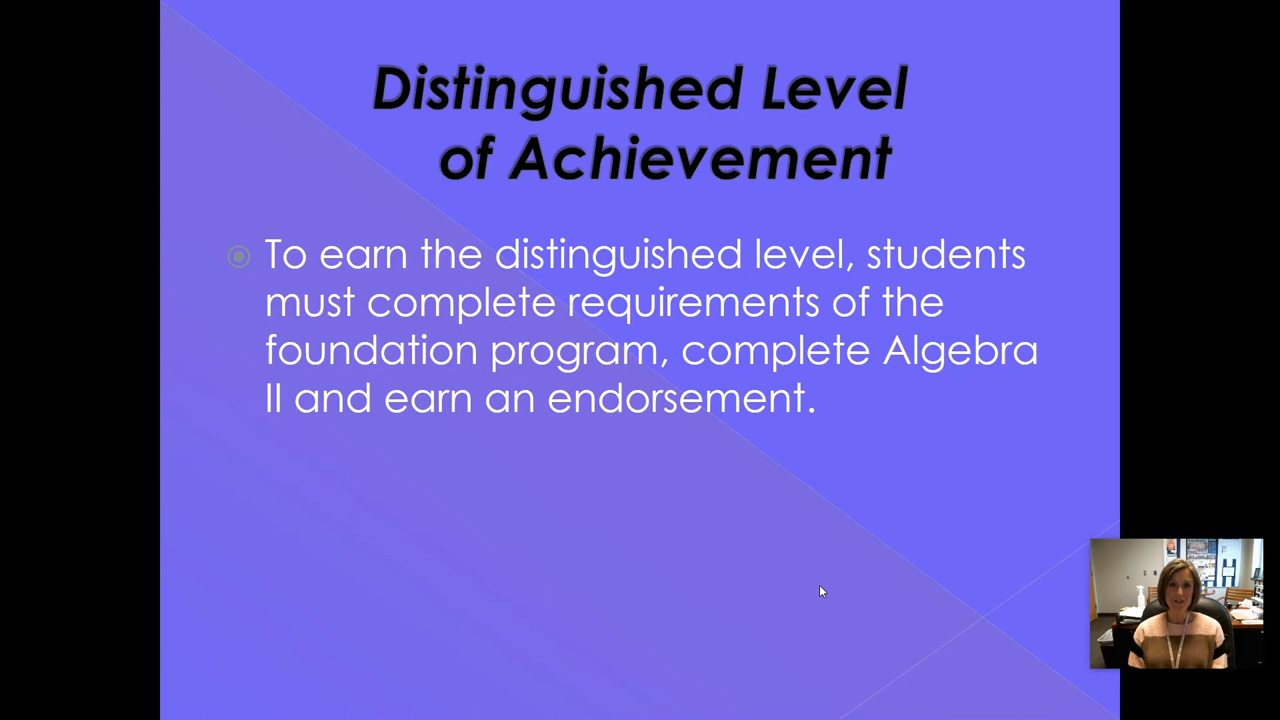 Distinguished Level
of Achievement
To earn the distinguished level, students
must complete requirements of the
foundation program, complete Algebra
II and earn an endorsement.